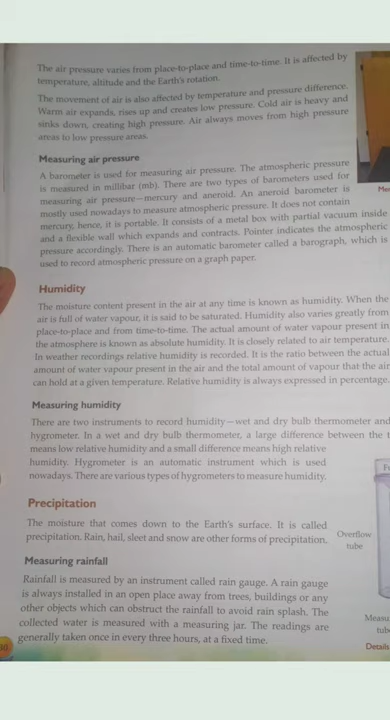 The air pressure varies from place-to-place and time-to-time. It is affected by
temperature, altitude and the Earth's rotation.
The movement of air is also affected by temperature and pressure difference.
Warm air expands, rises up and creates low pressure. Cold air is heavy and
sinks down, creating high pressure. Air always moves from high pressure
areas to low pressure areas.
Measuring air pressure
A barometer is used for measuring air pressure. The atmospheric pressure
is measured in millibar (mb). There are two types of barometers used for
measuring air pressure—mercury and aneroid. An aneroid barometer is
mostly used nowadays to measure atmospheric pressure. It does not contain
mercury, hence, it is portable. It consists of a metal box with partial vacuum inside
and a flexible wall which expands and contracts. Pointer indicates the atmospheric
pressure accordingly. There is an automatic barometer called a barograph, which is
used to record atmospheric pressure on a graph paper.
Humidity
The moisture content present in the air at any time is known as humidity. When the
air is full of water vapour, it is said to be saturated. Humidity also varies greatly from
place-to-place and from time-to-time. The actual amount of water vapour present in
the atmosphere is known as absolute humidity. It is closely related to air temperature.
In weather recordings relative humidity is recorded. It is the ratio between the actual
amount of water vapour present in the air and the total amount of vapour that the air
can hold at a given temperature. Relative humidity is always expressed in percentage.
Measuring humidity
There are two instruments to record humidity—wet and dry bulb thermometer and
hygrometer. In a wet and dry bulb thermometer, a large difference between the t
means low relative humidity and a small difference means high relative
humidity. Hygrometer is an automatic instrument which is used
nowadays. There are various types of hygrometers to measure humidity.
Precipitation
The moisture that comes down to the Earth's surface. It is called
precipitation. Rain, hail, sleet and snow are other forms of precipitation.
Overflow
tube
Measuring rainfall
Rainfall is measured by an instrument called rain gauge. A rain gauge
is always installed in an open place away from trees, buildings or any
other objects which can obstruct the rainfall to avoid rain splash. The
collected water is measured with a measuring jar. The readings are
generally taken once in every three hours, at a fixed time.
Measu
tube
Details